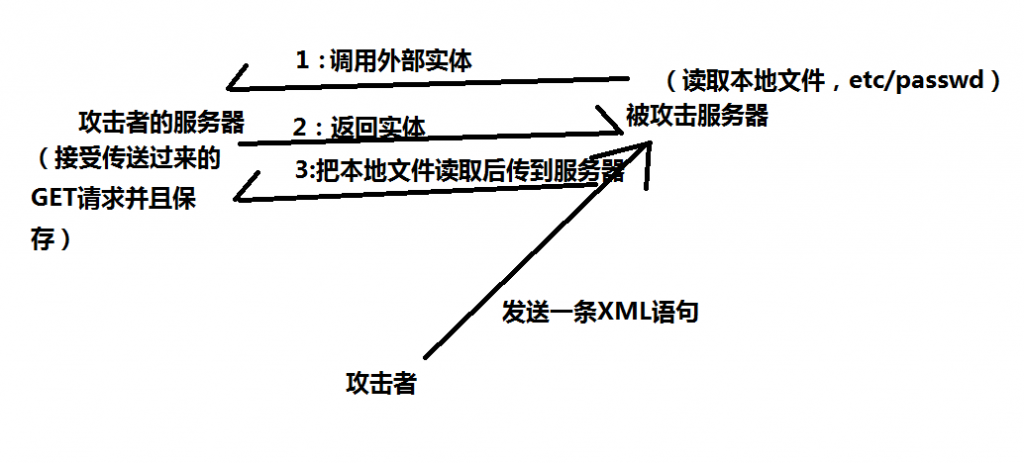 1：调用外部实体
（读取本地文件，etc/passwd）
被攻击服务器
攻击者的服务器
（接受传送过来的
GET请求并且保
存）
2：返回实体
3:把本地文件读取后传到服务器
发送一条XML语句
攻击者